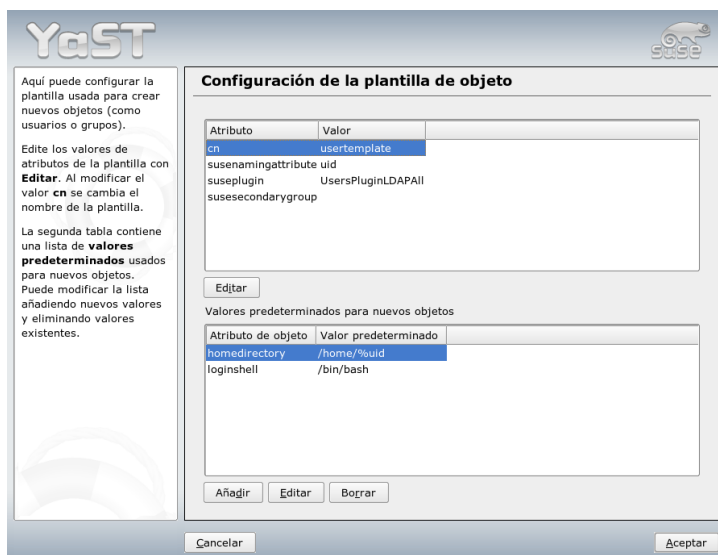 YaST
SUSE
Aquí puede configurar la
plantilla usada para crear
nuevos objetos (como
usuarios o grupos).
Edite los valores de
atributos de la plantilla con
Editar. Al modificar el
valor cn se cambia el
nombre de la plantilla.
La segunda tabla contiene
una lista de valores
predeterminados usados
para nuevos objetos.
Puede modificar la lista
añadiendo nuevos valores
y eliminando valores
existentes.
Configuración de la plantilla de objeto
Atributo Valor
cn usertemplate
susenamingattribute uid
suseplugin UsersPluginLDAPAll
susesecondarygroup
Editar
Valores predeterminados para nuevos objetos
Atributo de objeto Valor predeterminado
homedirectory /home/%uid
loginshell /bin/bash
Añadir Editar Borrar
Cancelar Aceptar